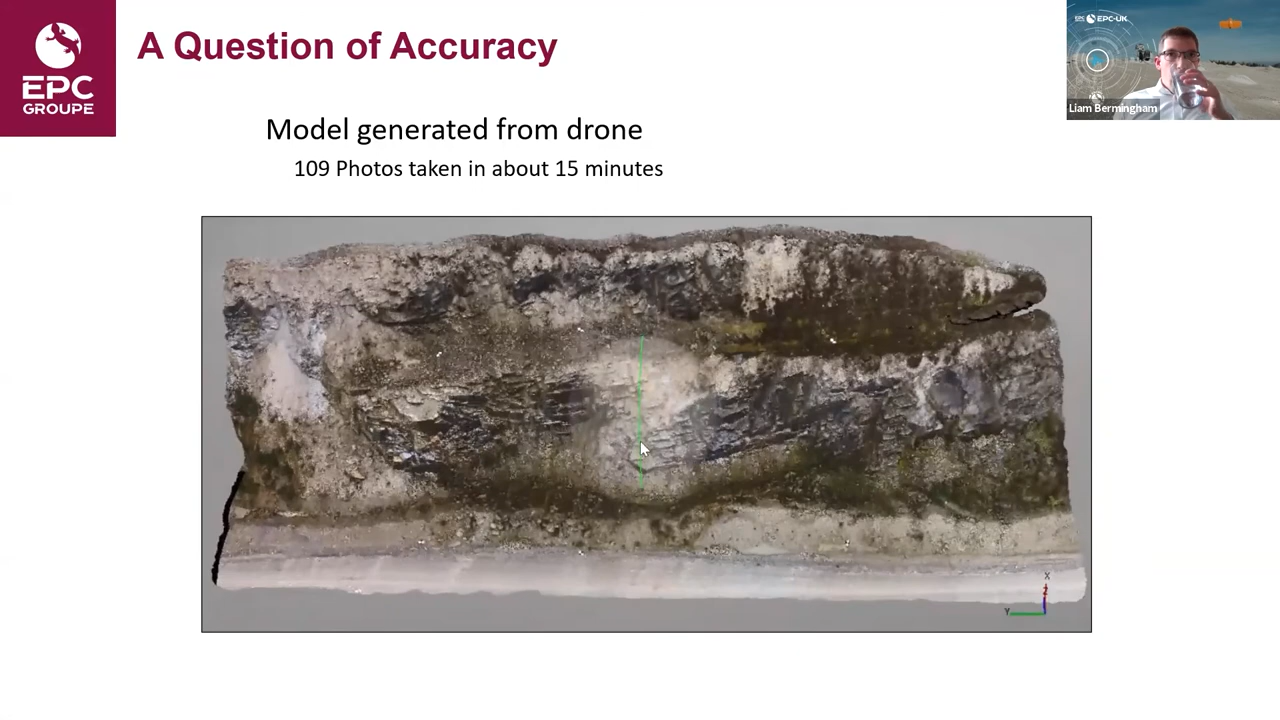 A Question of Accuracy
EPC
GROUPE
Model generated from drone
109 Photos taken in about 15 minutes
EPC-UK
Liam Bermingham
X
Z
Y